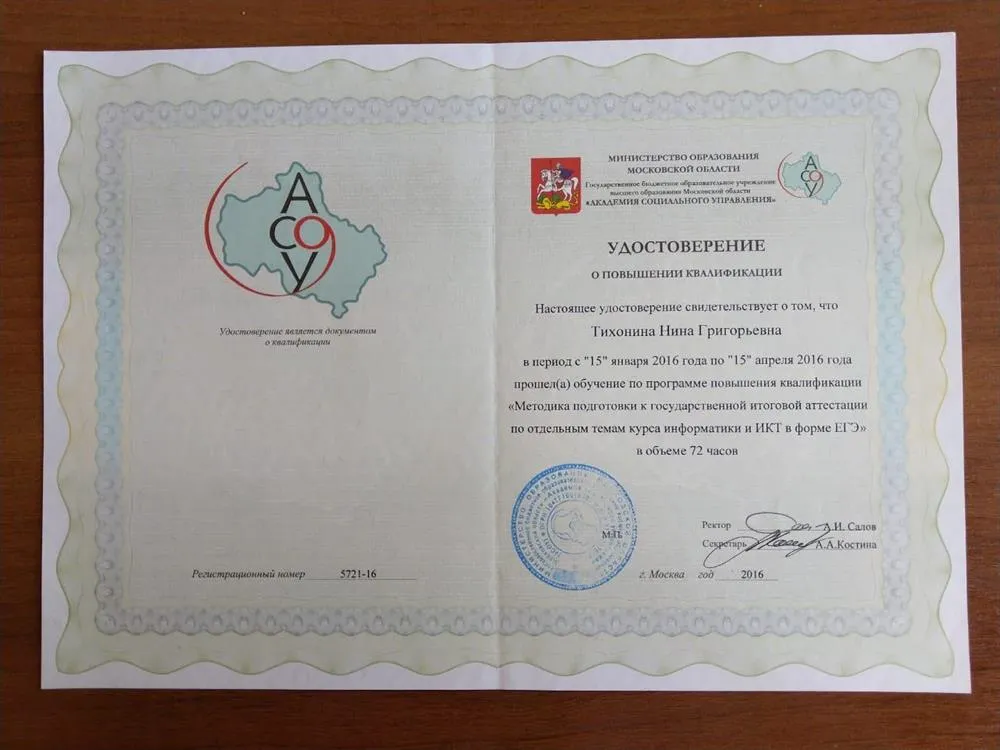 А
СО
У
Удостоверение является документом
о квалификации
Регистрационный номер 5721-16
МИНИСТЕРСТВО ОБРАЗОВАНИЯ
МОСКОВСКОЙ ОБЛАСТИ
Государственное бюджетное образовательное учреждение
высшего образования Московской области
«АКАДЕМИЯ СОЦИАЛЬНОГО УПРАВЛЕНИЯ»
А
СО
У
УДОСТОВЕРЕНИЕ
О ПОВЫШЕНИИ КВАЛИФИКАЦИИ
Настоящее удостоверение свидетельствует о том, что
Тихонина Нина Григорьевна
в период с "15" января 2016 года по "15" апреля 2016 года
прошел(а) обучение по программе повышения квалификации
«Методика подготовки к государственной итоговой аттестации
по отдельным темам курса информатики и ИКТ в форме ЕГЭ»
в объеме 72 часов
М.П.
Ректор А.И. Салов
Секретарь А.А.Костина
г. Москва год 2016